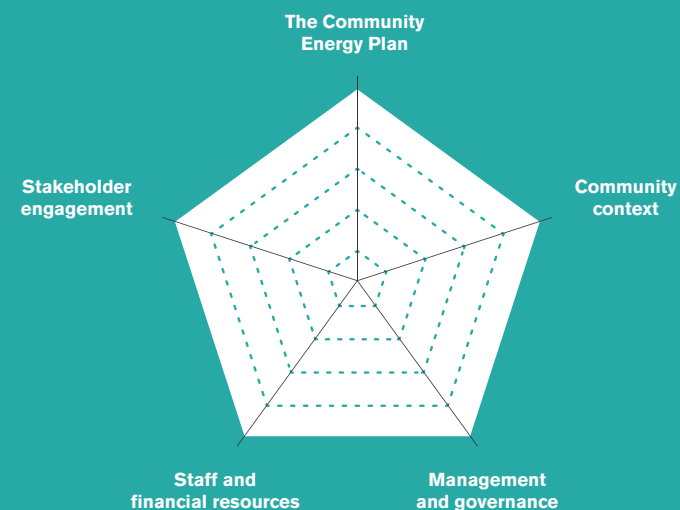 The Community
Energy Plan
Stakeholder
engagement
Community
context
Staff and
financial resources
Management
and governance